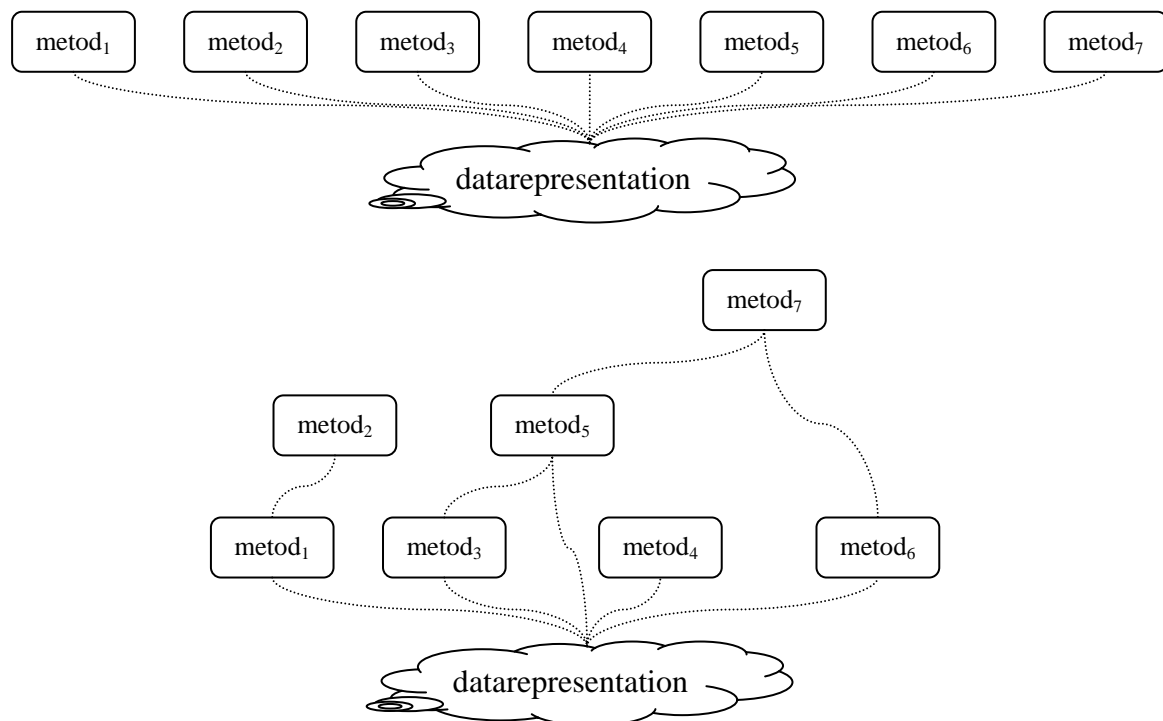 metod₁ metod₂ metod₃ metod₄ metod₅ metod₆ metod₇
datarepresentation
metod₇
metod₂ metod₅
metod₁ metod₃ metod₄ metod₆
datarepresentation